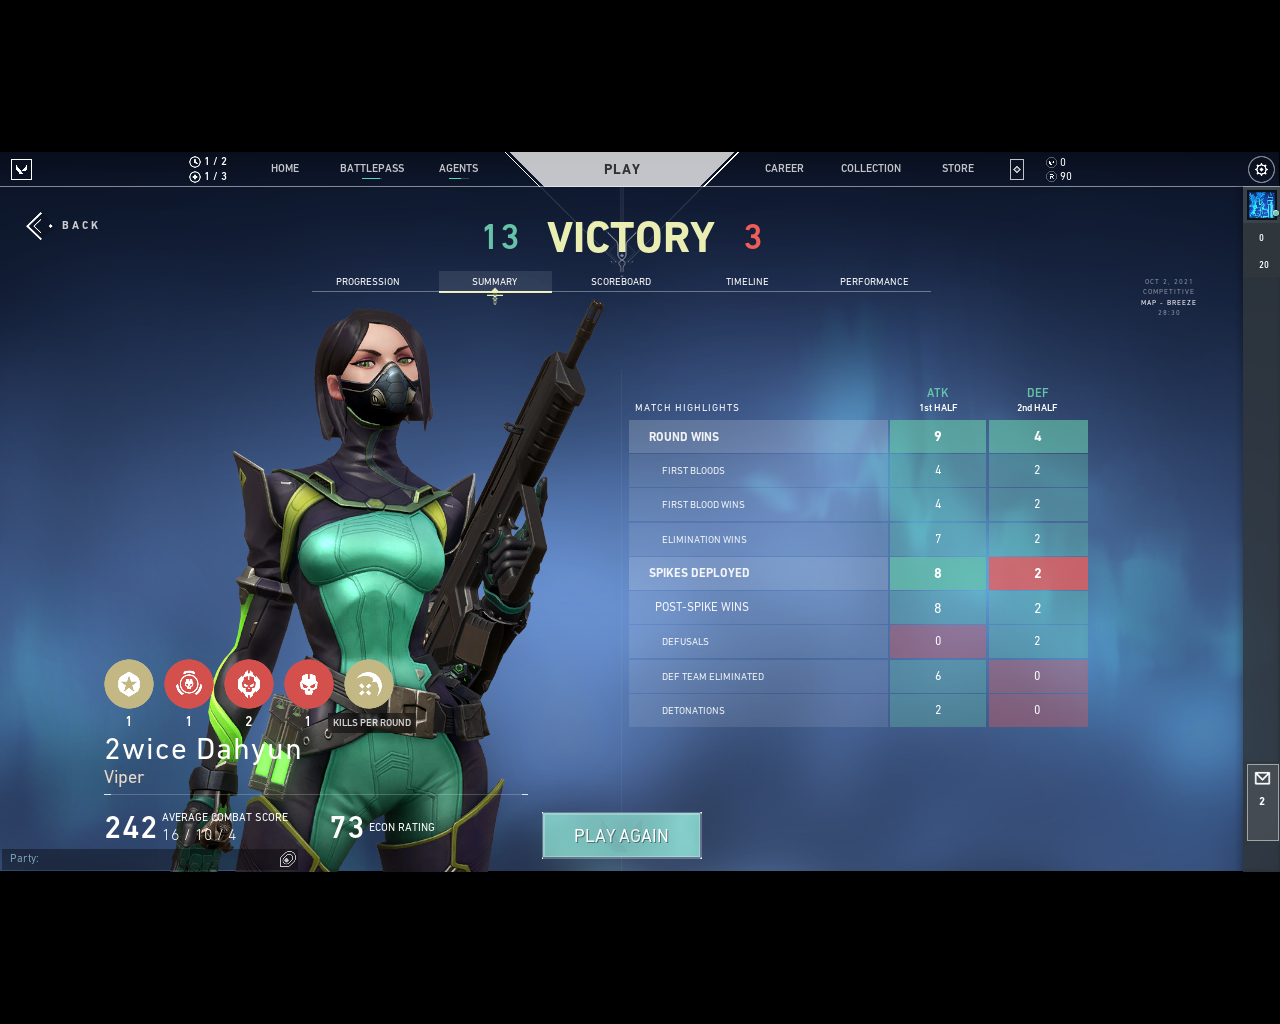 1 / 2
1 / 3
HOME
BATTLEPASS
AGENTS
PLAY
CAREER
COLLECTION
STORE
0
90
BACK
13 VICTORY 3
PROGRESSION
SUMMARY
SCOREBOARD
TIMELINE
PERFORMANCE
0
20
OCT 2, 2021
COMPETITIVE
MAP - BREEZE
28:30
ATK DEF
MATCH HIGHLIGHTS 1st HALF 2nd HALF
ROUND WINS 9 4
FIRST BLOODS 4 2
FIRST BLOOD WINS 4 2
ELIMINATION WINS 7 2
SPIKES DEPLOYED 8 2
POST-SPIKE WINS 8 2
DEFUSALS 0 2
DEF TEAM ELIMINATED 6 0
DETONATIONS 2 0
1 1 2 1 KILLS PER ROUND
2wice Dahyun
Viper
242 AVERAGE COMBAT SCORE
16 / 10 / 4
73 ECON RATING
PLAY AGAIN
Party:
2